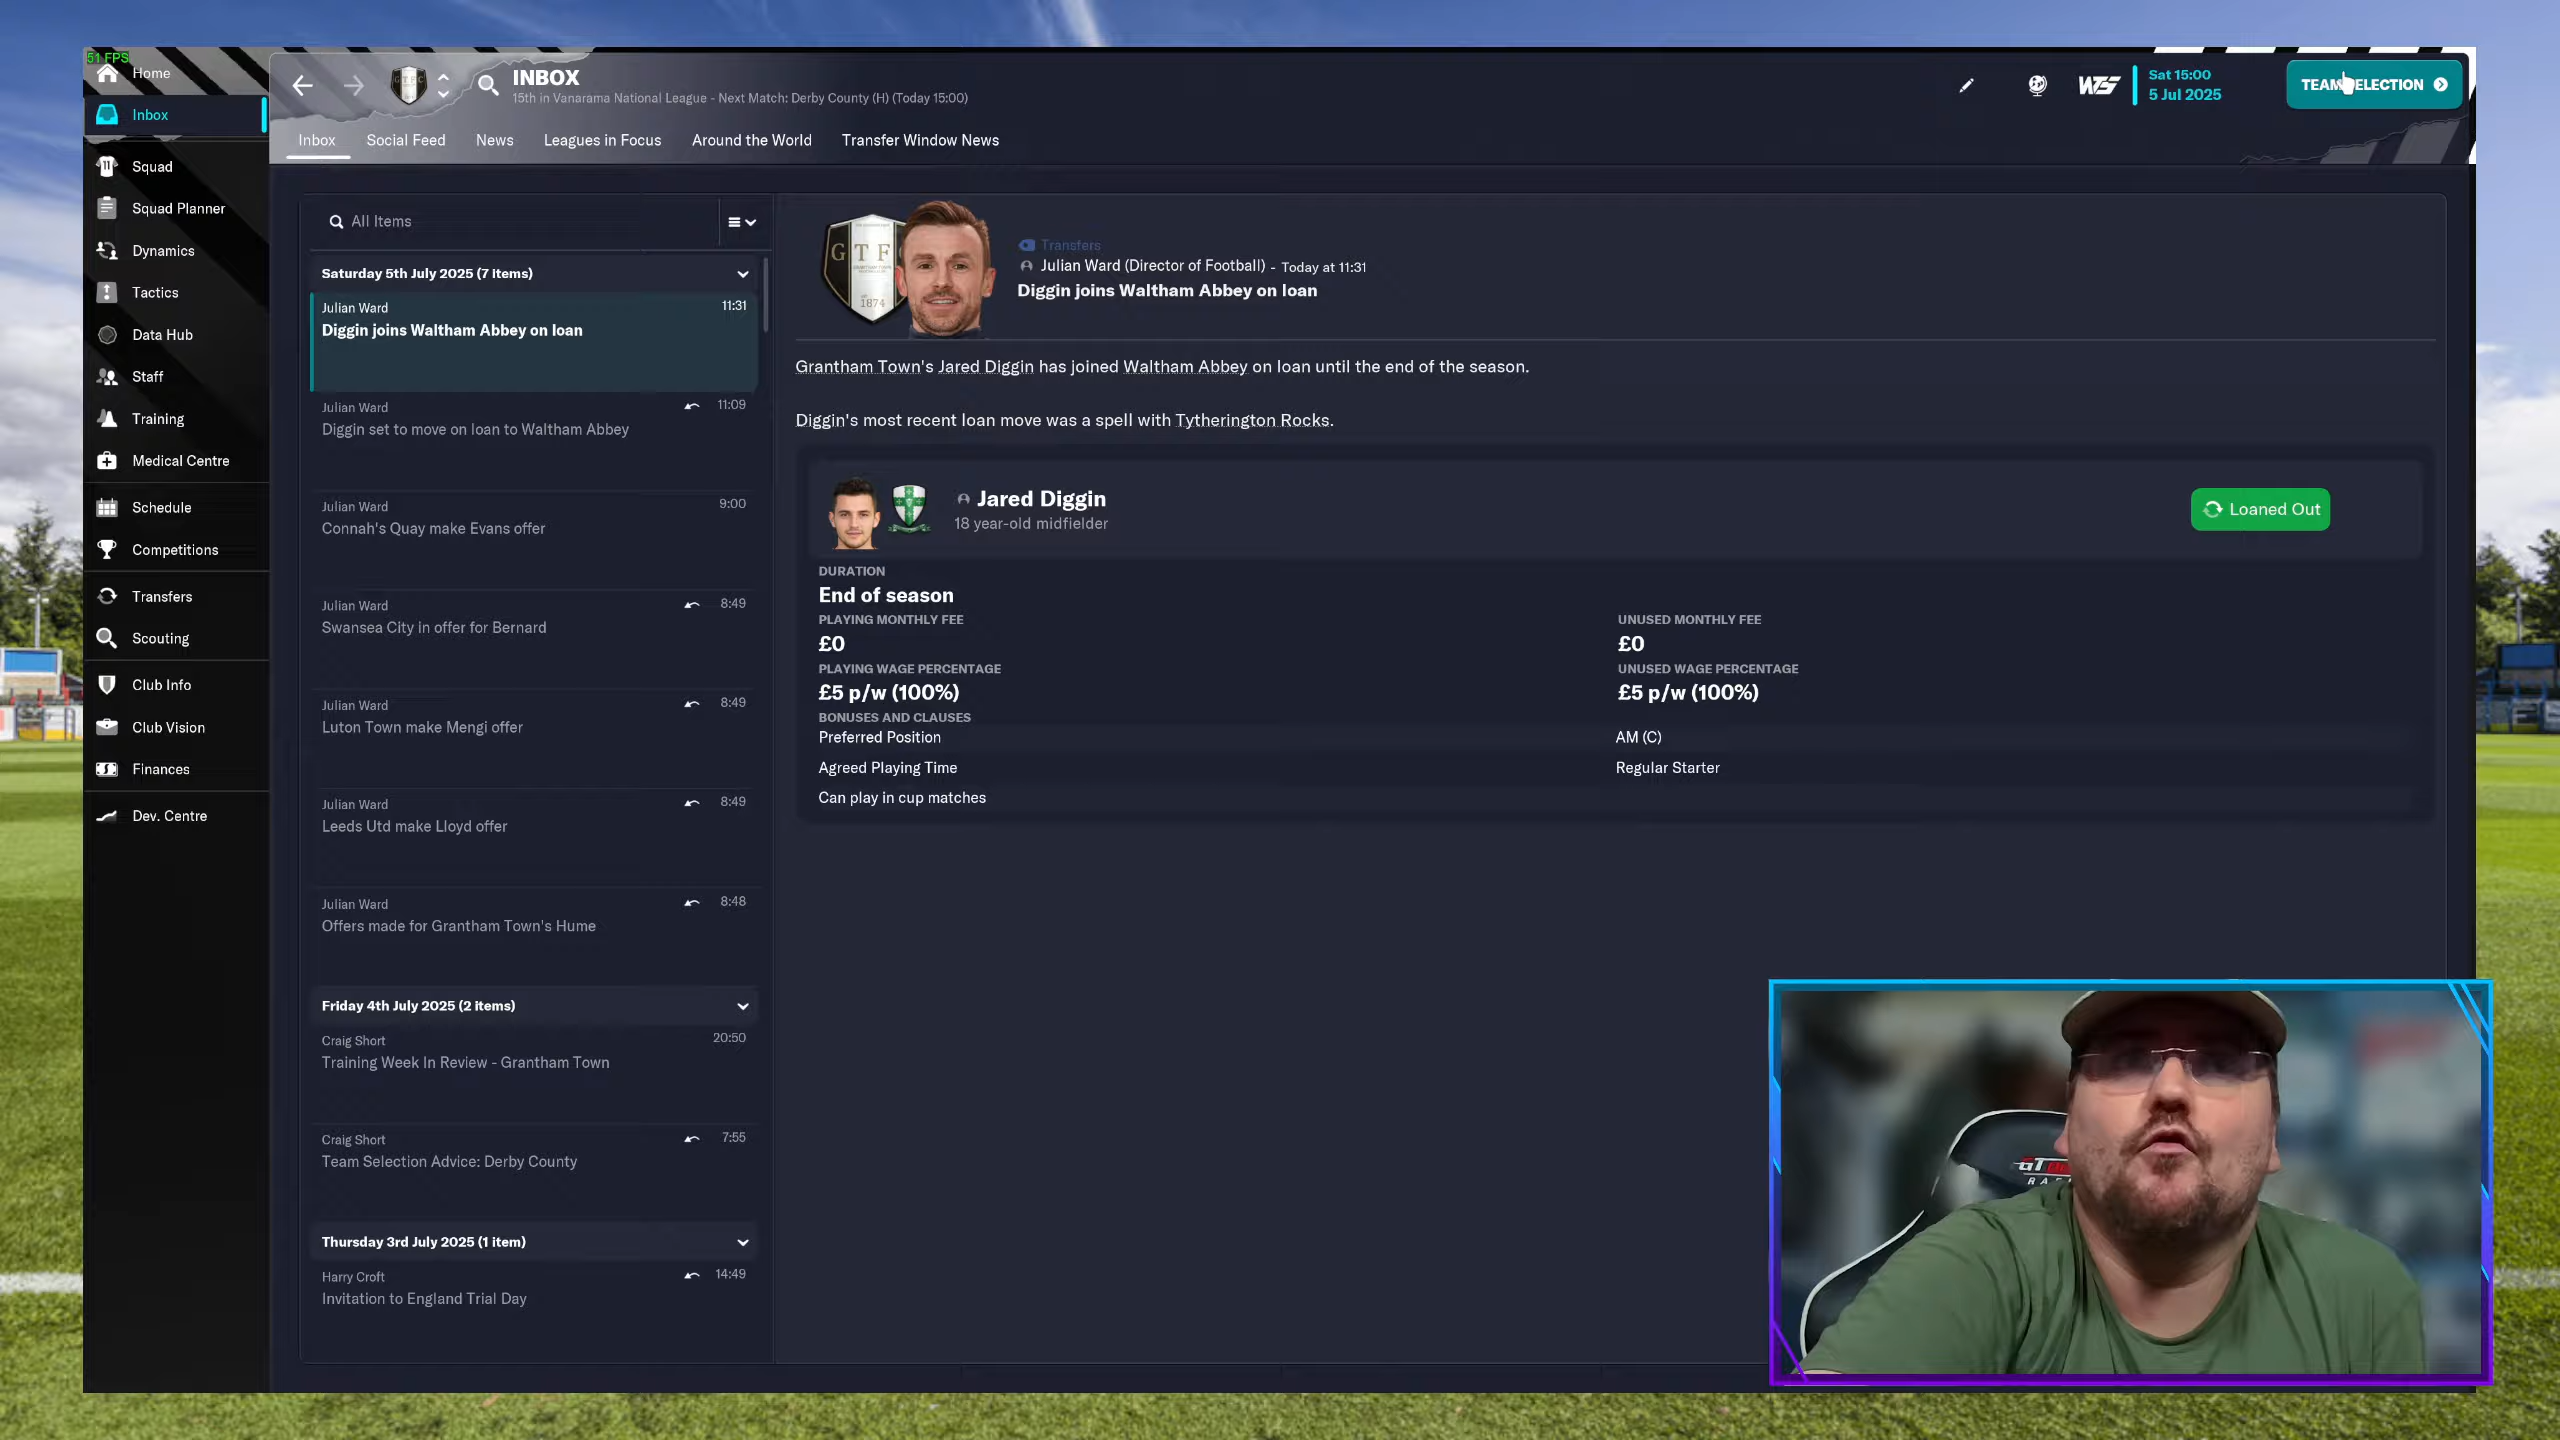 51 FPS
Home
Inbox
Squad
Squad Planner
Dynamics
Tactics
Data Hub
Staff
Training
Medical Centre
Schedule
Competitions
Transfers
Scouting
Club Info
Club Vision
Finances
Dev. Centre
INBOX
15th in Vanarama National League - Next Match: Derby County (H) (Today 15:00)
Sat 15:00
5 Jul 2025
Inbox
Social Feed
News
Leagues in Focus
Around the World
Transfer Window News
All Items
Saturday 5th July 2025 (7 items)
Julian Ward
11:31
Diggin joins Waltham Abbey on loan
Julian Ward
11:09
Diggin set to move on loan to Waltham Abbey
Julian Ward
9:00
Connah's Quay make Evans offer
Julian Ward
8:49
Swansea City in offer for Bernard
Julian Ward
8:49
Luton Town make Mengi offer
Julian Ward
8:49
Leeds Utd make Lloyd offer
Julian Ward
8:48
Offers made for Grantham Town's Hume
Friday 4th July 2025 (2 items)
Craig Short
20:50
Training Week In Review - Grantham Town
Craig Short
7:55
Team Selection Advice: Derby County
Thursday 3rd July 2025 (1 item)
Harry Croft
14:49
Invitation to England Trial Day
GTF
1874
Transfers
Julian Ward (Director of Football) - Today at 11:31
Diggin joins Waltham Abbey on loan
Grantham Town's Jared Diggin has joined Waltham Abbey on loan until the end of the season.
Diggin's most recent loan move was a spell with Tytherington Rocks.
Jared Diggin
18 year-old midfielder
Loaned Out
DURATION
End of season
PLAYING MONTHLY FEE
£0
UNUSED MONTHLY FEE
£0
PLAYING WAGE PERCENTAGE
£5 p/w (100%)
UNUSED WAGE PERCENTAGE
£5 p/w (100%)
BONUSES AND CLAUSES
Preferred Position
AM (C)
Agreed Playing Time
Regular Starter
Can play in cup matches